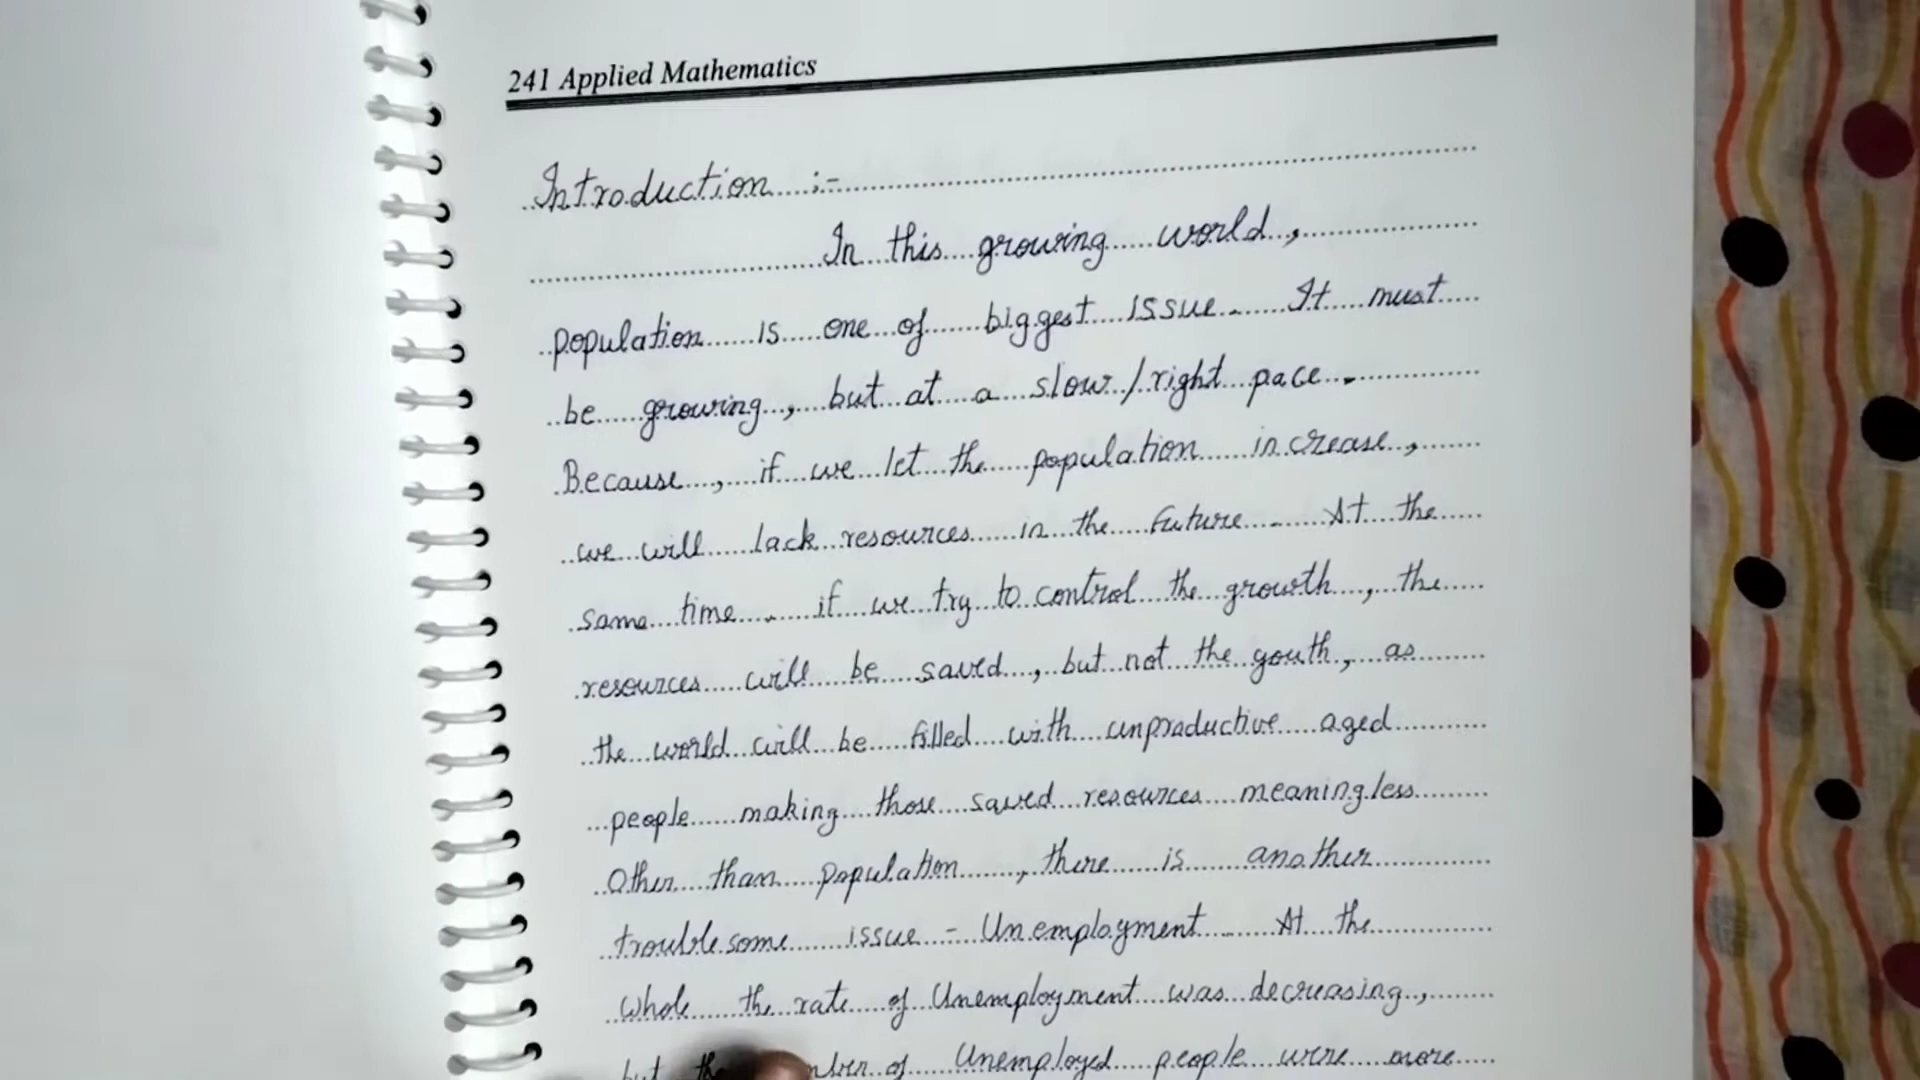 241 Applied Mathematics
Introduction :-
In this growing world,
population is one of biggest issue. It must
be growing, but at a slow/right pace.
Because, if we let the population increase,
we will lack resources in the future. At the
same time, if we try to control the growth, the
resources will be saved, but not the youth, as
the world will be filled with unproductive aged
people making those saved resources meaningless
Other than population, there is another
troublesome issue - Unemployment. At the
whole the rate of Unemployment was decreasing,
but of Unemployed people were more